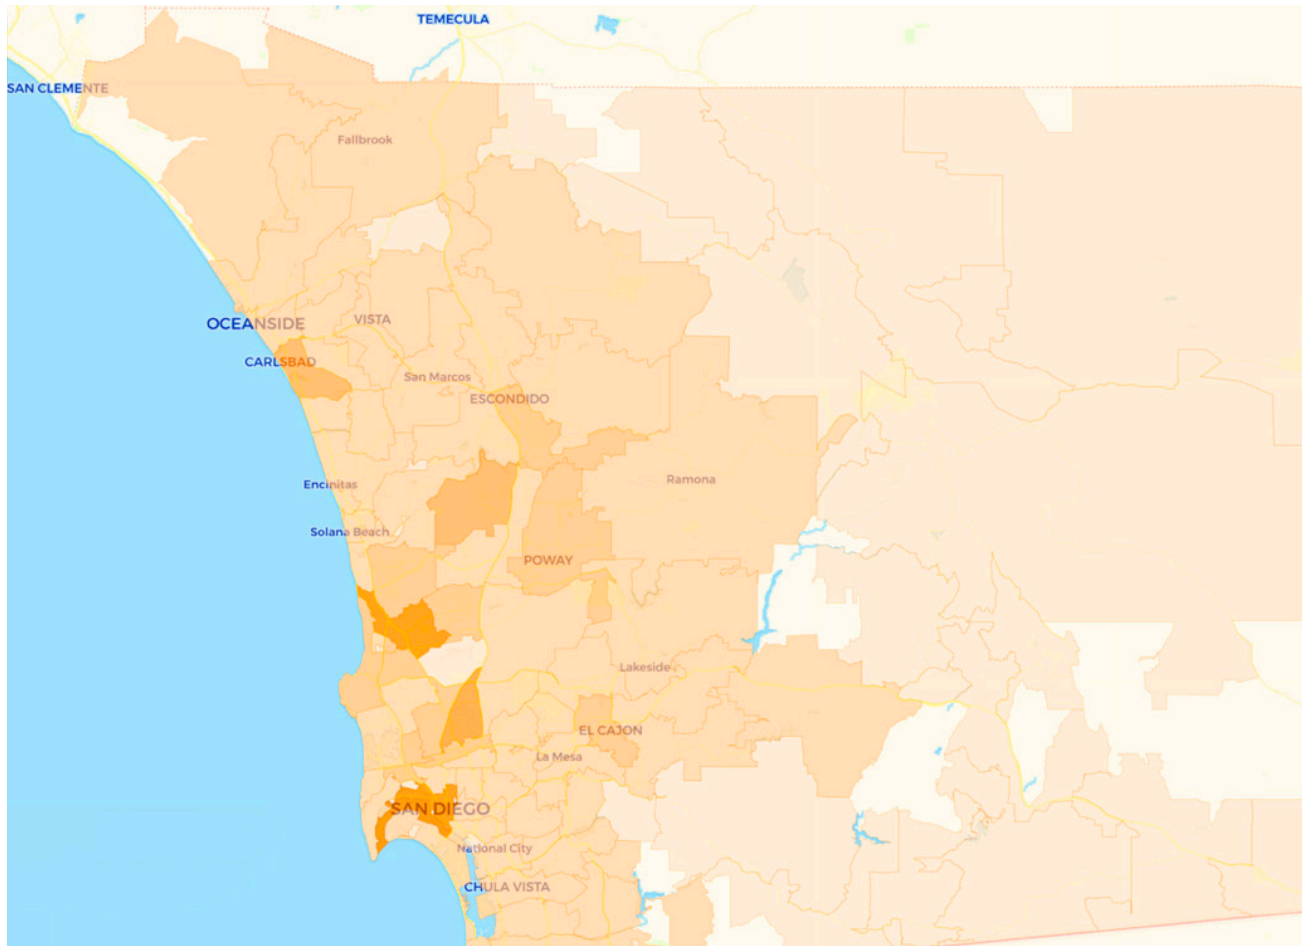 TEMECULA
SAN CLEMENTE
Fallbrook
OCEANSIDE
VISTA
CARLSBAD
San Marcos
ESCONDIDO
Ramona
Encinitas
Solana Beach
POWAY
Lakeside
EL CAJON
La Mesa
SAN DIEGO
National City
CHULA VISTA